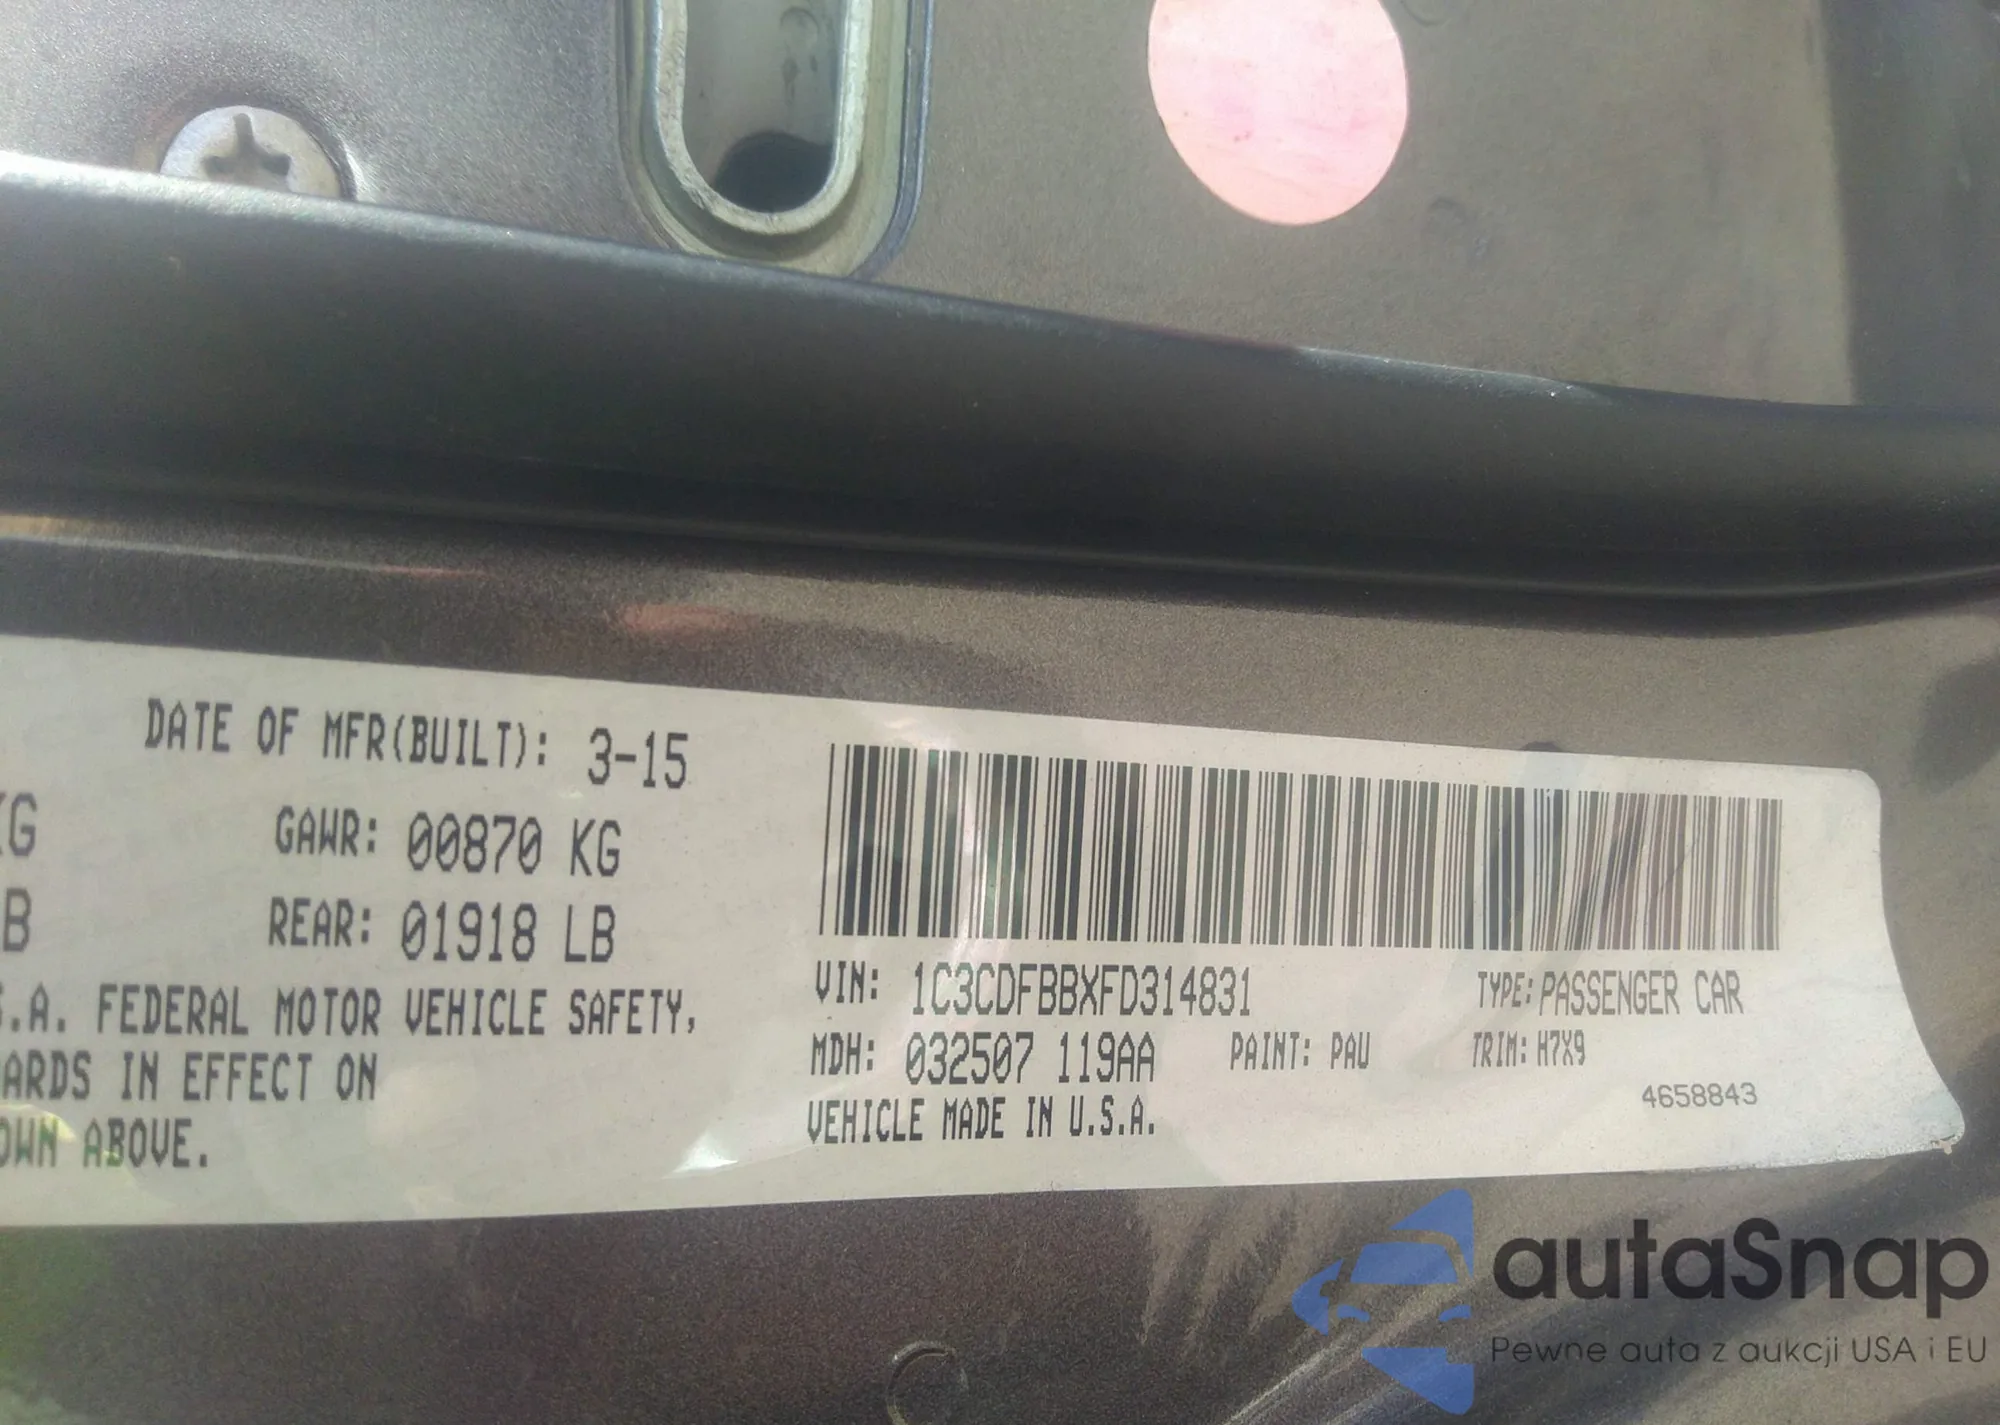 DATE OF MFR(BUILT): 3-15
KG GAWR: 00870 KG
B REAR: 01918 LB
S.A. FEDERAL MOTOR VEHICLE SAFETY,
ARDS IN EFFECT ON
OWN ABOVE.
VIN: 1C3CDFBBXFD314831 TYPE: PASSENGER CAR
MDH: 032507 119AA PAINT: PAU TRIM: H7X9
VEHICLE MADE IN U.S.A. 4658843
autaSnap
Pewne auta z aukcji USA i EU